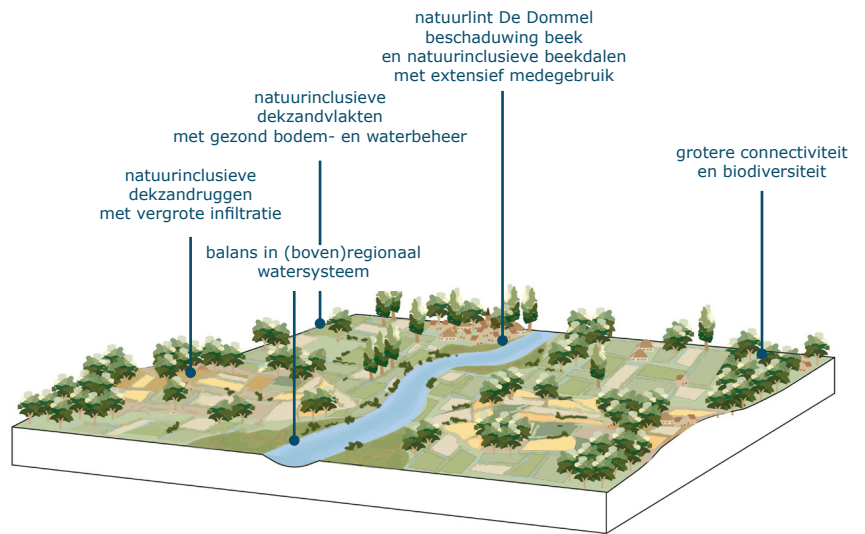 natuurlint De Dommel
beschaduwing beek
en natuurinclusieve beekdalen
met extensief medegebruik
natuurinclusieve
dekzandvlakten
met gezond bodem- en waterbeheer
grotere connectiviteit
en biodiversiteit
natuurinclusieve
dekzandruggen
met vergrote infiltratie
balans in (boven)regionaal
watersysteem